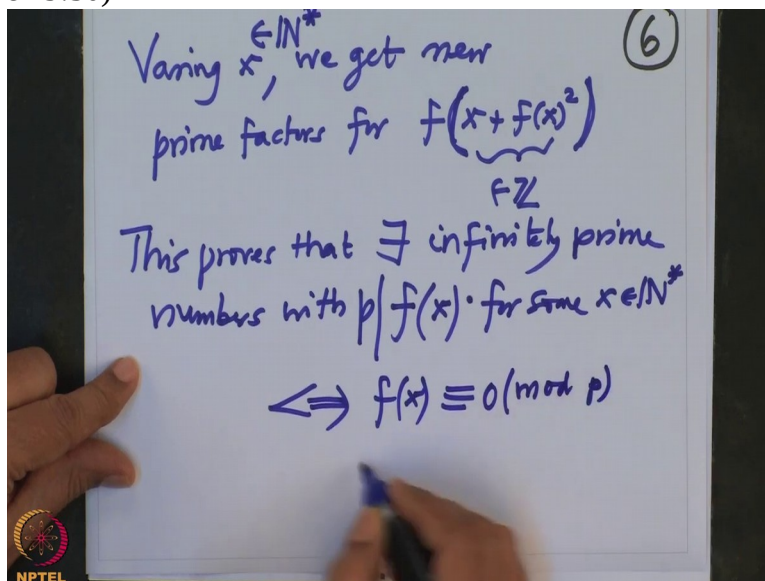 ∈ℕ*
Varing x, we get new
⑥
prime factors for f(x + f(x)²)
∈ℤ
This proves that ∃ infinitely prime
numbers with p | f(x). for some x ∈ ℕ*
⟺ f(x) ≡ 0 (mod p)
NPTEL